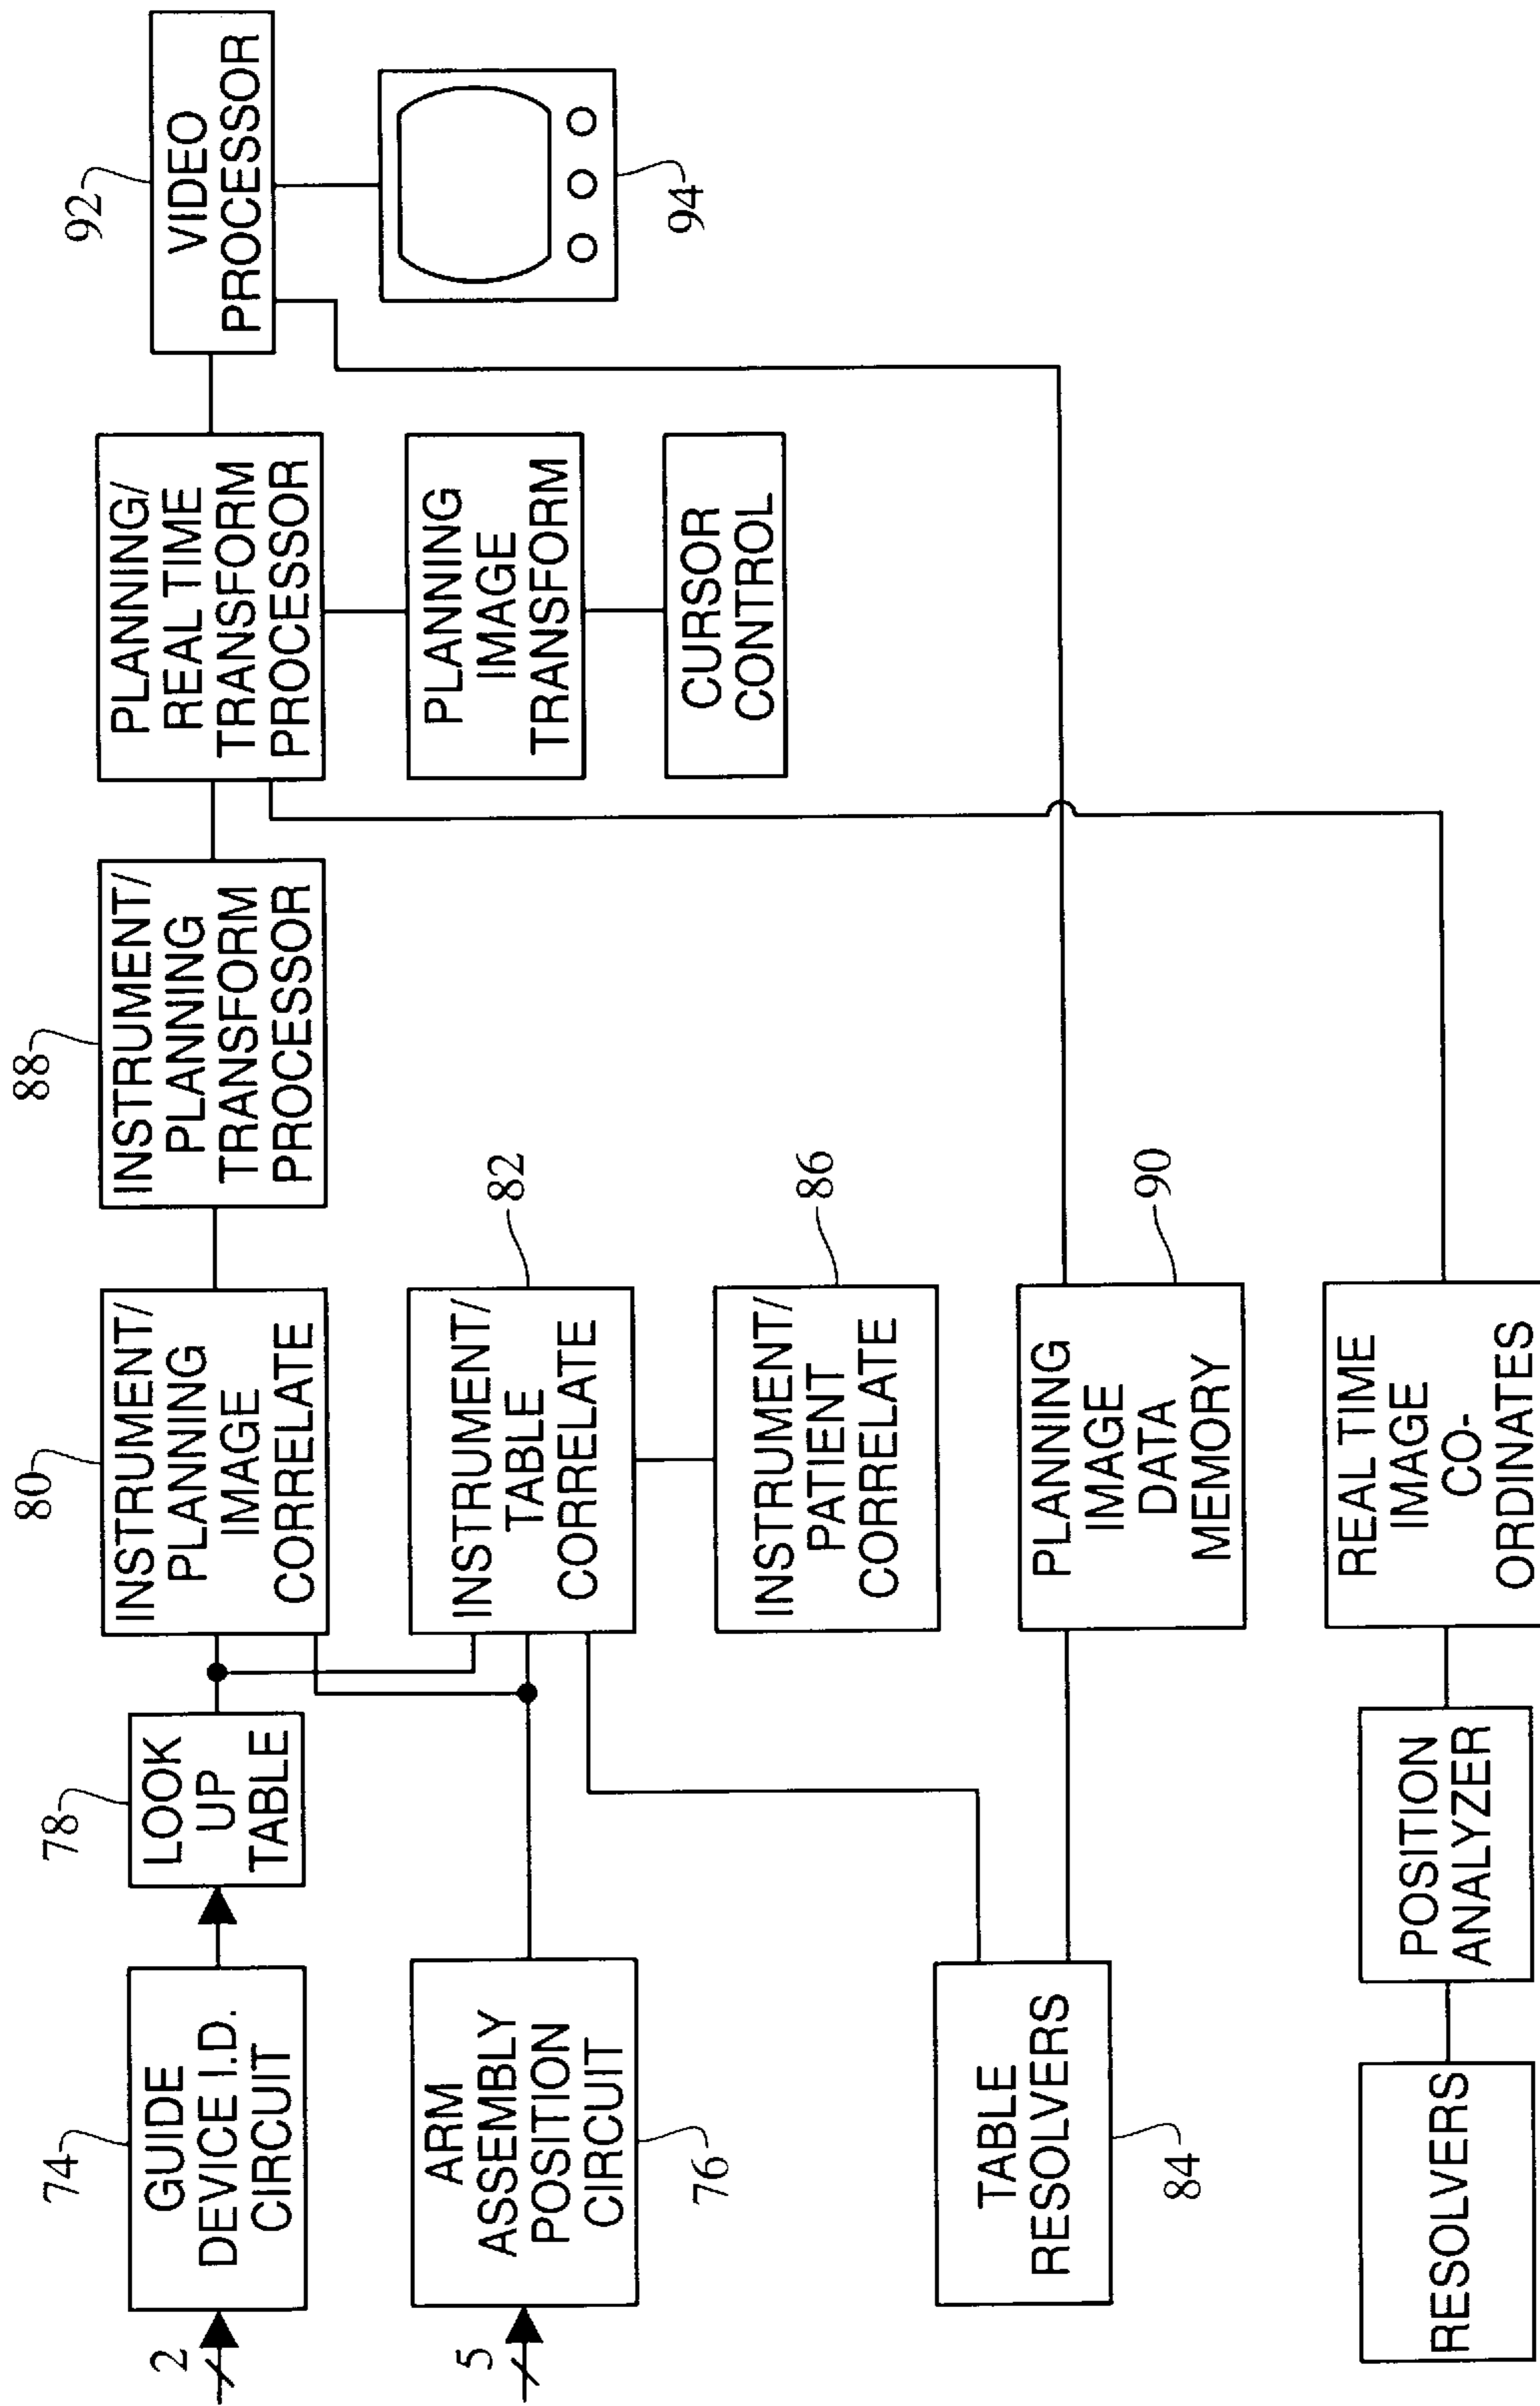 2
74
GUIDE
DEVICE I.D.
CIRCUIT
78
LOOK
UP
TABLE
80
INSTRUMENT/
PLANNING
IMAGE
CORRELATE
88
INSTRUMENT/
PLANNING
TRANSFORM
PROCESSOR
PLANNING/
REAL TIME
TRANSFORM
PROCESSOR
92
VIDEO
PROCESSOR
5
ARM
ASSEMBLY
POSITION
CIRCUIT
76
82
INSTRUMENT/
TABLE
CORRELATE
PLANNING
IMAGE
TRANSFORM
94
86
INSTRUMENT/
PATIENT
CORRELATE
CURSOR
CONTROL
TABLE
RESOLVERS
84
90
PLANNING
IMAGE
DATA
MEMORY
RESOLVERS
POSITION
ANALYZER
REAL TIME
IMAGE
CO-
ORDINATES